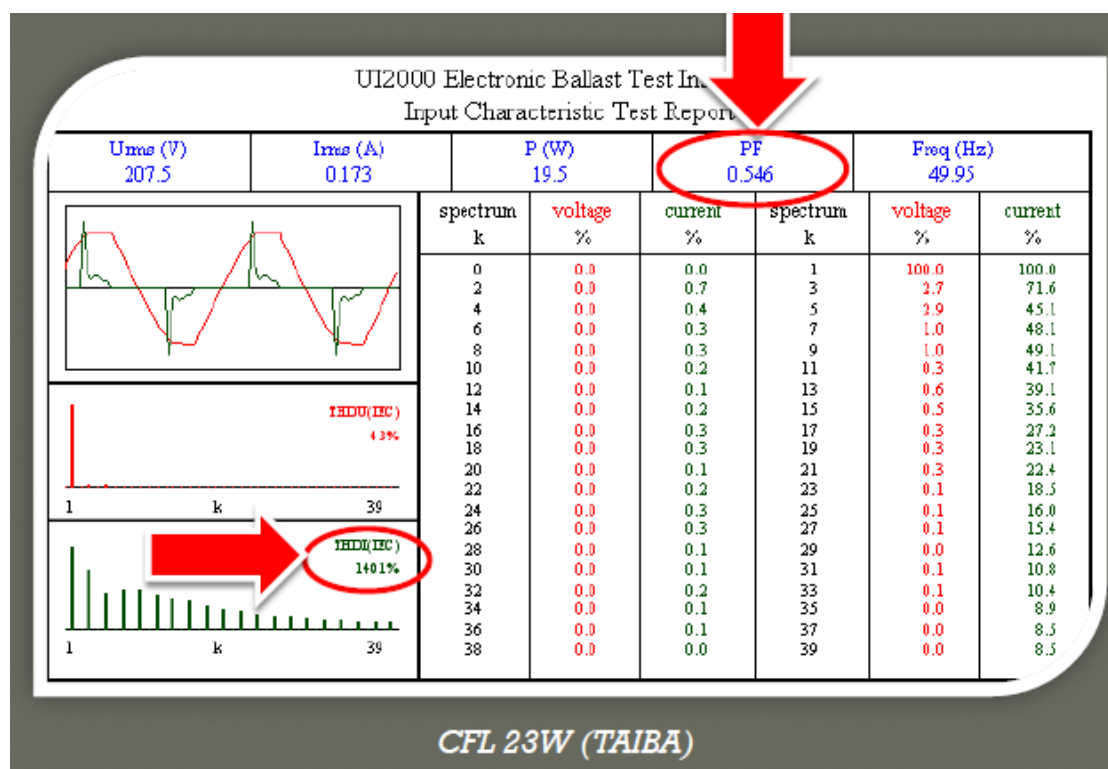 UI2000 Electronic Ballast Test
Input Characteristic Test Report
Urms (V) Irms (A) P (W) PF Freq (Hz)
207.5 0.173 19.5 0.546 49.95
spectrum voltage current spectrum voltage current
k % % k % %
0 0.0 0.0 1 100.0 100.0
2 0.0 0.7 3 2.7 71.6
4 0.0 0.4 5 2.9 45.1
6 0.0 0.3 7 1.0 48.1
8 0.0 0.3 9 1.0 49.1
10 0.0 0.2 11 0.3 41.7
12 0.0 0.1 13 0.6 39.1
14 0.0 0.2 15 0.5 35.6
16 0.0 0.3 17 0.3 27.2
18 0.0 0.3 19 0.3 23.1
20 0.0 0.1 21 0.3 22.4
22 0.0 0.2 23 0.1 18.5
24 0.0 0.3 25 0.1 16.0
26 0.0 0.3 27 0.1 15.4
28 0.0 0.1 29 0.0 12.6
30 0.0 0.1 31 0.1 10.8
32 0.0 0.2 33 0.1 10.4
34 0.0 0.1 35 0.0 8.9
36 0.0 0.1 37 0.0 8.5
38 0.0 0.0 39 0.0 8.5
THDU(IEC)
4.3%
1 k 39
THDI(IEC)
140.1%
1 k 39
CFL 23W (TAIBA)